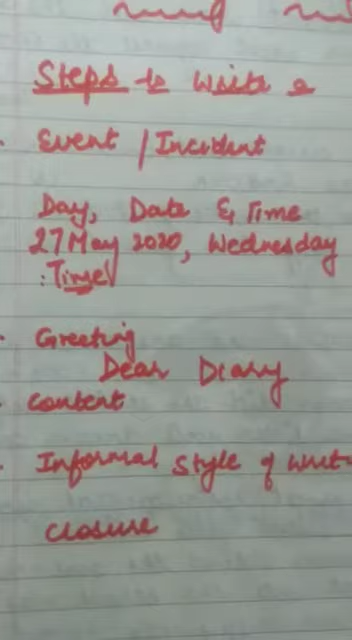 Steps to write a
Event / Incident
Day, Date & Time
27 May 2020, Wednesday
: Time
Greeting
Dear Diary
Content
Informal style of
Closure